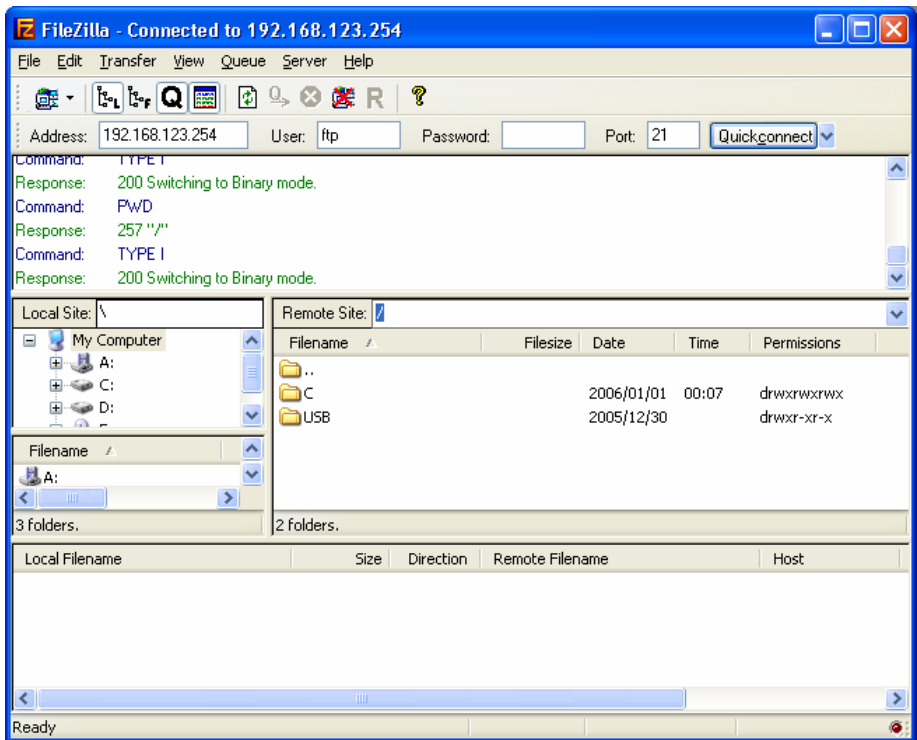 FileZilla - Connected to 192.168.123.254
File Edit Transfer View Queue Server Help
Address: 192.168.123.254 User: ftp Password: Port: 21 Quickconnect
Command: TYPE I
Response: 200 Switching to Binary mode.
Command: PWD
Response: 257 "/"
Command: TYPE I
Response: 200 Switching to Binary mode.
Local Site: \
My Computer
A:
C:
D:
Filename
A:
3 folders.
Remote Site: /
Filename Filesize Date Time Permissions
..
C 2006/01/01 00:07 drwxrwxrwx
USB 2005/12/30 drwxr-xr-x
2 folders.
Local Filename Size Direction Remote Filename Host
Ready